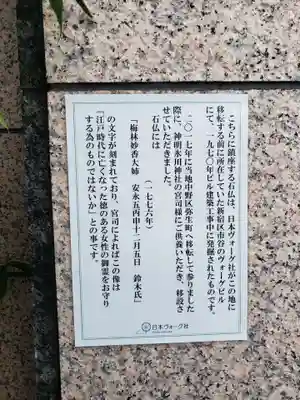 こちらに鎮座する石仏は、日本ヴォーグ社がこの地に
移転する前に所在していた新宿区市谷のヴォーグビル
にて、一九七〇年ビル建築工事中に発掘されたものです。
二〇一七年に当地中野区弥生町へ移転して参りました
際に、神明氷川神社の宮司様にご供養いただき、移設さ
せていただきました。
石仏には
（一七七六年）
『梅林妙香大姉 安永五丙申十二月五日 鈴木氏』
の文字が刻まれており、宮司によればこの像は
「江戸時代に亡くなった徳のある女性の御霊をお守り
する為のものではないか」との事です。
日本ヴォーグ社